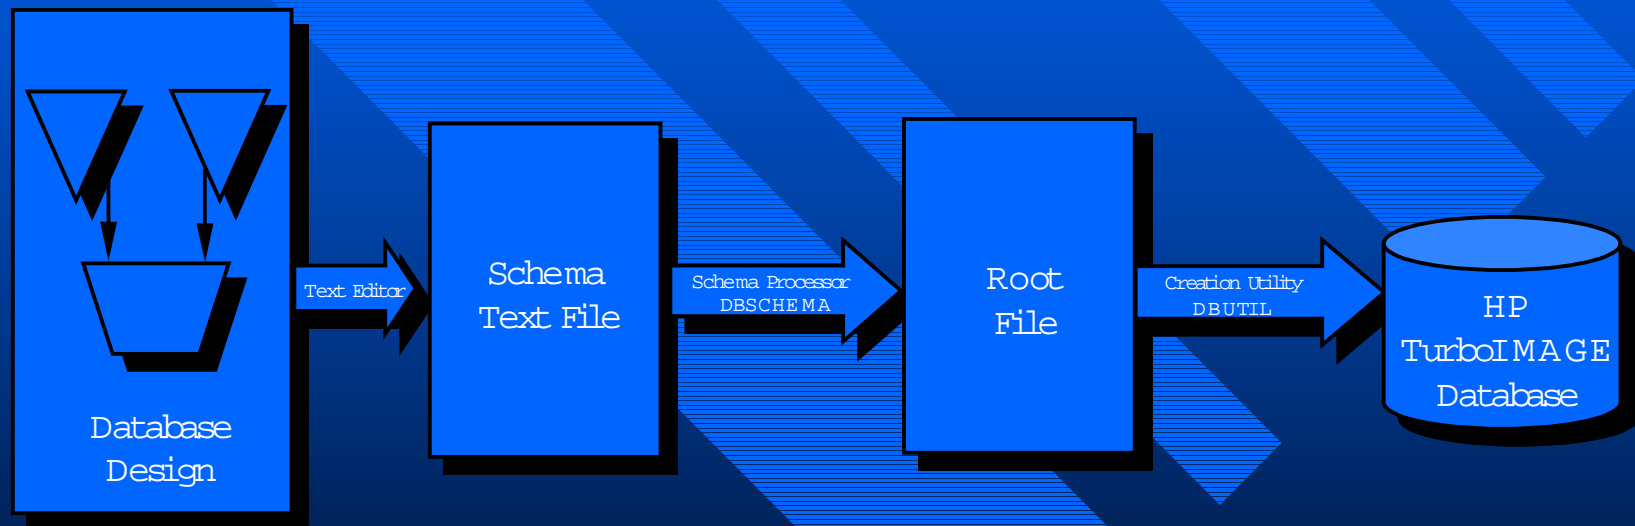 Database
Design
Text Editor
Schema
Text File
Schema Processor
DBSCHEMA
Root
File
Creation Utility
DBUTIL
HP
TurboIMAGE
Database